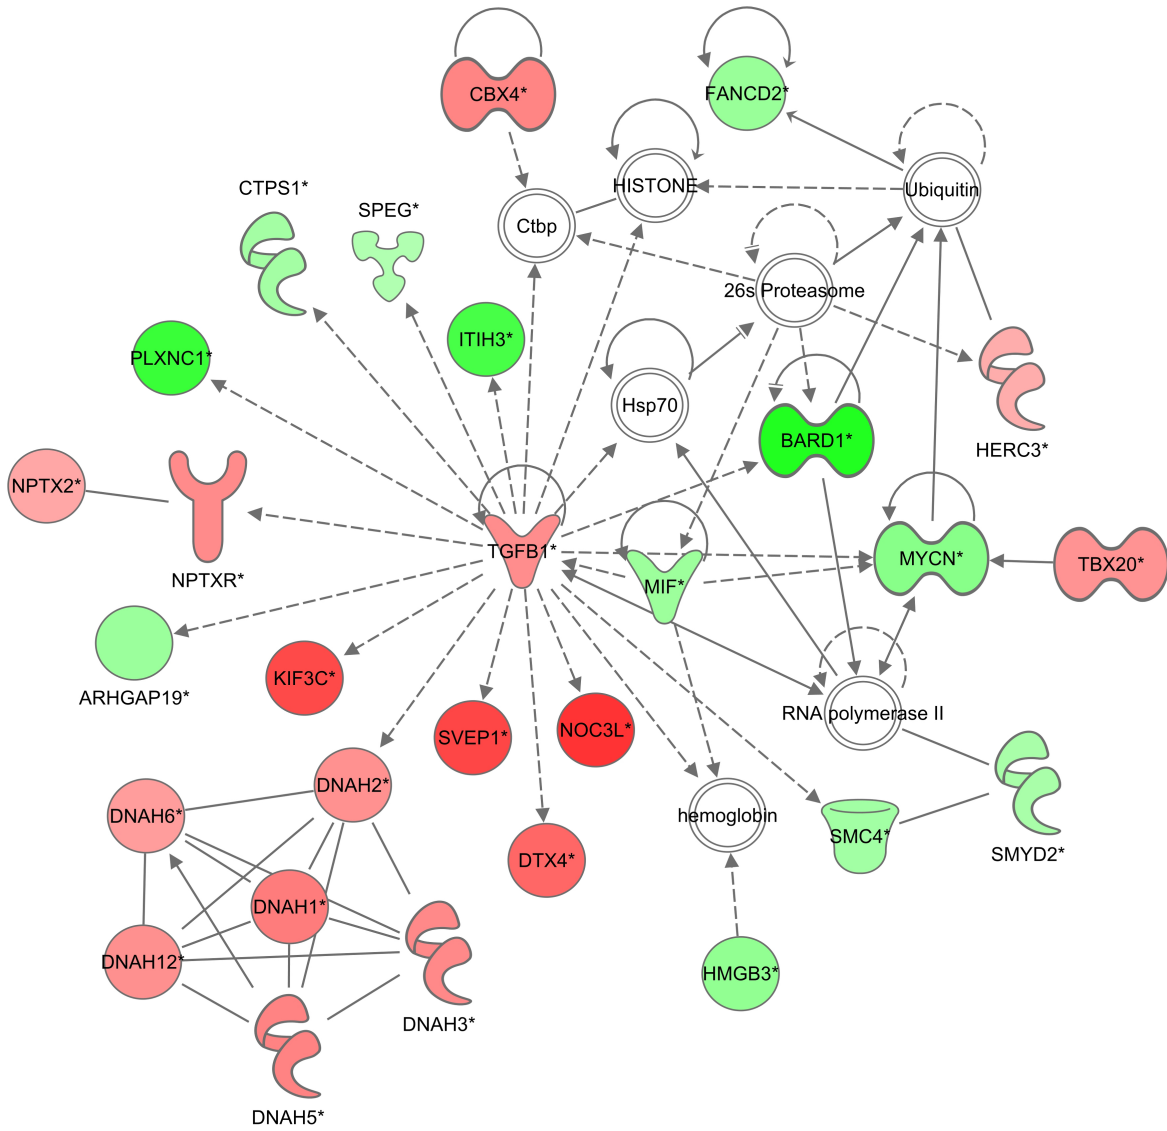 CBX4*
FANCD2*
CTPS1*
HISTONE
Ubiquitin
SPEG*
Ctbp
26s Proteasome
PLXNC1*
ITIH3*
Hsp70
BARD1*
HERC3*
NPTX2*
TGFB1*
MYCN*
TBX20*
NPTXR*
MIF*
ARHGAP19*
KIF3C*
SVEP1*
NOC3L*
RNA polymerase II
DNAH2*
DNAH6*
hemoglobin
SMC4*
SMYD2*
DTX4*
DNAH1*
DNAH12*
HMGB3*
DNAH3*
DNAH5*